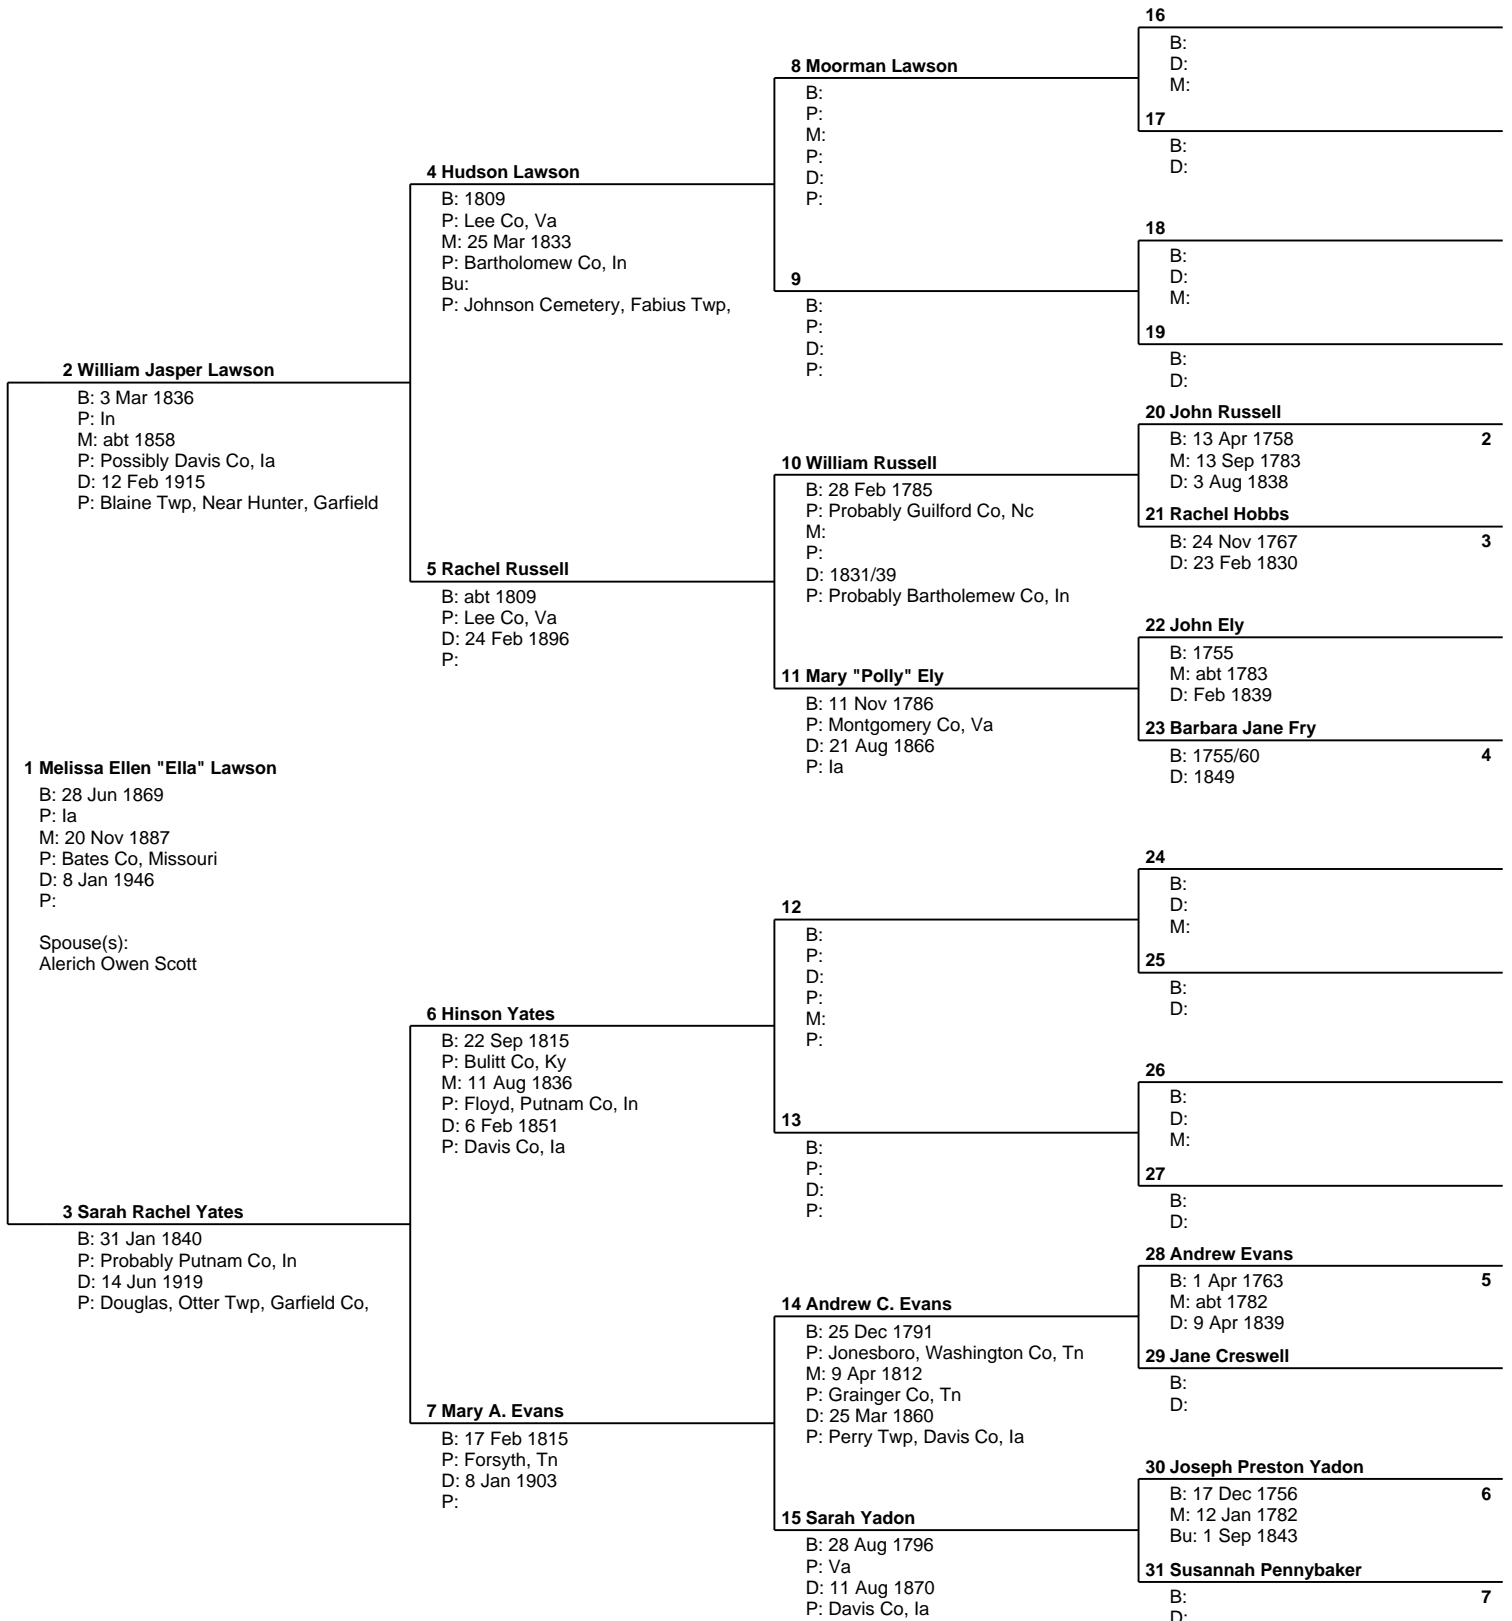 16
B:
D:
M:
8 Moorman Lawson
B:
P:
M:
P:
D:
P:
17
B:
D:
4 Hudson Lawson
B: 1809
P: Lee Co, Va
M: 25 Mar 1833
P: Bartholomew Co, In
Bu:
P: Johnson Cemetery, Fabius Twp,
18
B:
D:
M:
9
B:
P:
D:
P:
19
B:
D:
2 William Jasper Lawson
B: 3 Mar 1836
P: In
M: abt 1858
P: Possibly Davis Co, Ia
D: 12 Feb 1915
P: Blaine Twp, Near Hunter, Garfield
20 John Russell
B: 13 Apr 1758 2
M: 13 Sep 1783
D: 3 Aug 1838
10 William Russell
B: 28 Feb 1785
P: Probably Guilford Co, Nc
M:
P:
D: 1831/39
P: Probably Bartholemew Co, In
21 Rachel Hobbs
B: 24 Nov 1767 3
D: 23 Feb 1830
5 Rachel Russell
B: abt 1809
P: Lee Co, Va
D: 24 Feb 1896
P:
22 John Ely
B: 1755
M: abt 1783
D: Feb 1839
11 Mary "Polly" Ely
B: 11 Nov 1786
P: Montgomery Co, Va
D: 21 Aug 1866
P: Ia
23 Barbara Jane Fry
B: 1755/60 4
D: 1849
1 Melissa Ellen "Ella" Lawson
B: 28 Jun 1869
P: Ia
M: 20 Nov 1887
P: Bates Co, Missouri
D: 8 Jan 1946
P:
Spouse(s):
Alerich Owen Scott
24
B:
D:
M:
12
B:
P:
D:
P:
M:
P:
25
B:
D:
6 Hinson Yates
B: 22 Sep 1815
P: Bulitt Co, Ky
M: 11 Aug 1836
P: Floyd, Putnam Co, In
D: 6 Feb 1851
P: Davis Co, Ia
26
B:
D:
M:
13
B:
P:
D:
P:
27
B:
D:
3 Sarah Rachel Yates
B: 31 Jan 1840
P: Probably Putnam Co, In
D: 14 Jun 1919
P: Douglas, Otter Twp, Garfield Co,
28 Andrew Evans
B: 1 Apr 1763 5
M: abt 1782
D: 9 Apr 1839
14 Andrew C. Evans
B: 25 Dec 1791
P: Jonesboro, Washington Co, Tn
M: 9 Apr 1812
P: Grainger Co, Tn
D: 25 Mar 1860
P: Perry Twp, Davis Co, Ia
29 Jane Creswell
B:
D:
7 Mary A. Evans
B: 17 Feb 1815
P: Forsyth, Tn
D: 8 Jan 1903
P:
30 Joseph Preston Yadon
B: 17 Dec 1756 6
M: 12 Jan 1782
Bu: 1 Sep 1843
15 Sarah Yadon
B: 28 Aug 1796
P: Va
D: 11 Aug 1870
P: Davis Co, Ia
31 Susannah Pennybaker
B: 7
D: